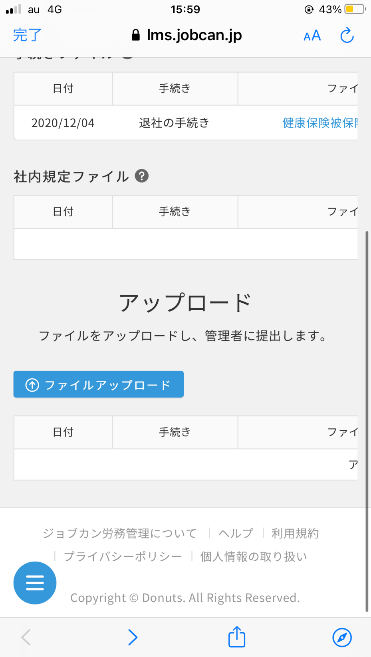 au 4G 15:59 43%
完了 lms.jobcan.jp AA
日付 手続き ファイ
2020/12/04 退社の手続き 健康保険被保
社内規定ファイル ?
日付 手続き ファイ
アップロード
ファイルをアップロードし、管理者に提出します。
ファイルアップロード
日付 手続き ファイ
ア
ジョブカン労務管理について | ヘルプ | 利用規約
| プライバシーポリシー | 個人情報の取り扱い
Copyright © Donuts. All Rights Reserved.